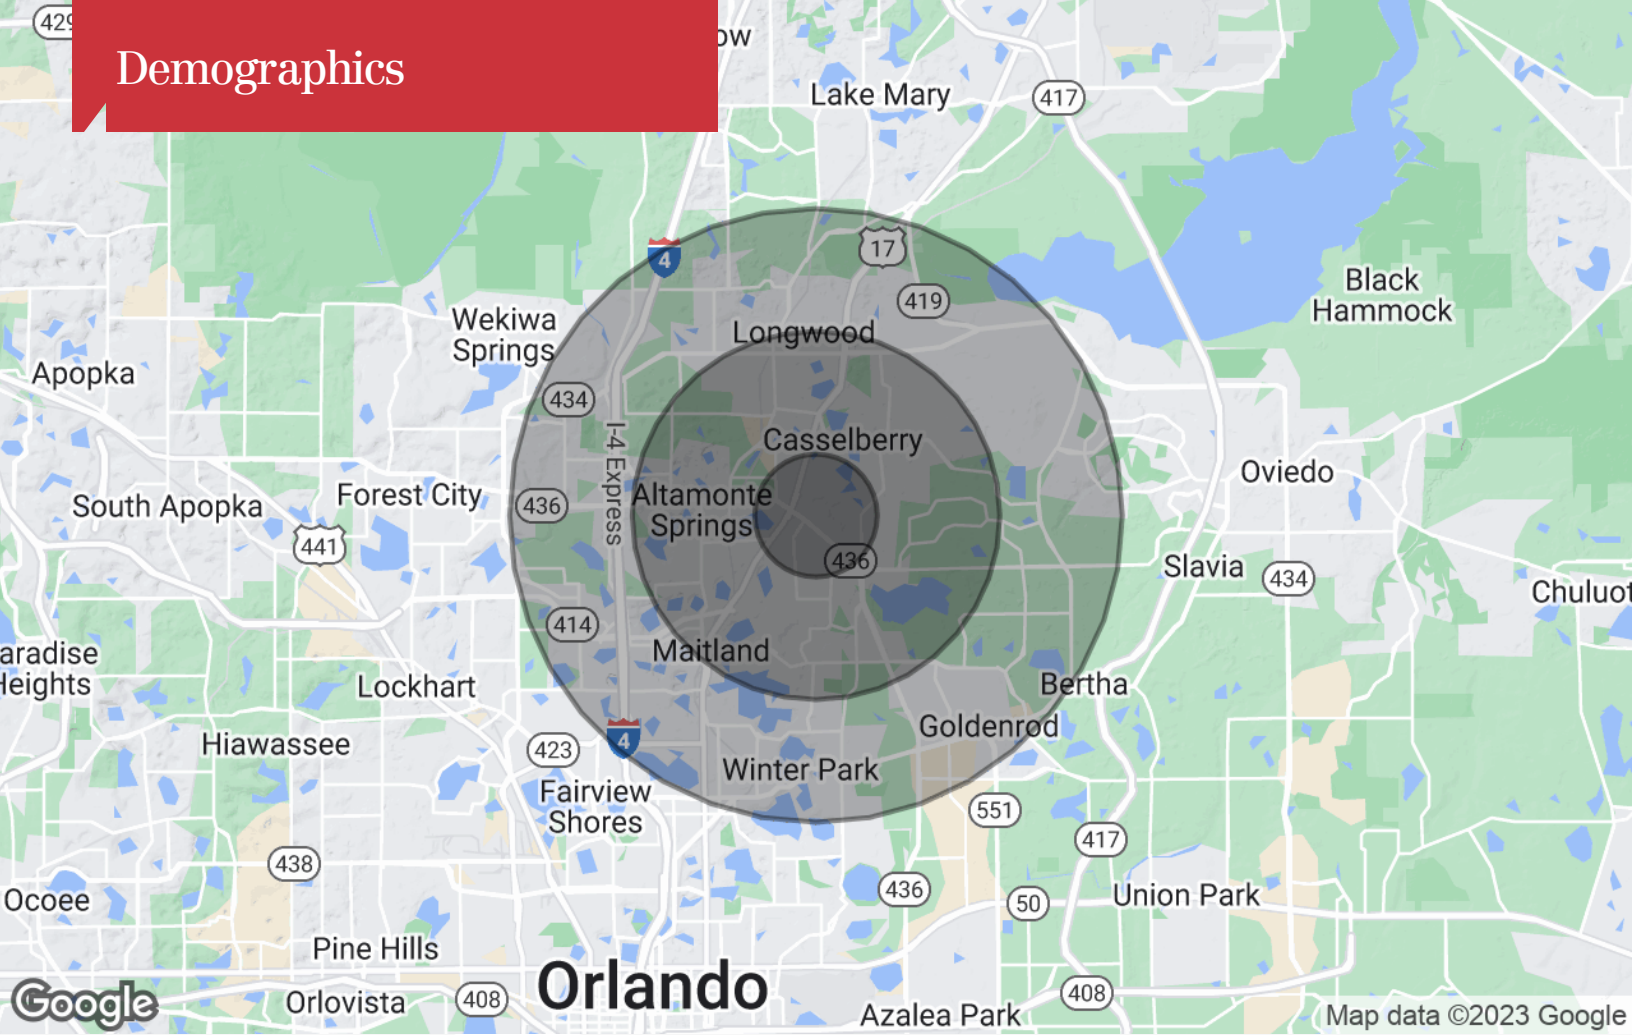 429
Demographics
Lake Mary
417
17
4
419
Black
Hammock
Wekiwa
Springs
Longwood
Apopka
434
Casselberry
I-4 Express
Oviedo
Forest City
Altamonte
Springs
South Apopka
436
441
436
Slavia
434
414
Maitland
Lockhart
Bertha
Goldenrod
Hiawassee
423
4
Winter Park
Fairview
Shores
551
417
438
436
50
Union Park
Ocoee
Pine Hills
Orlando
Google
Orlovista
408
408
Azalea Park
Map data ©2023 Google